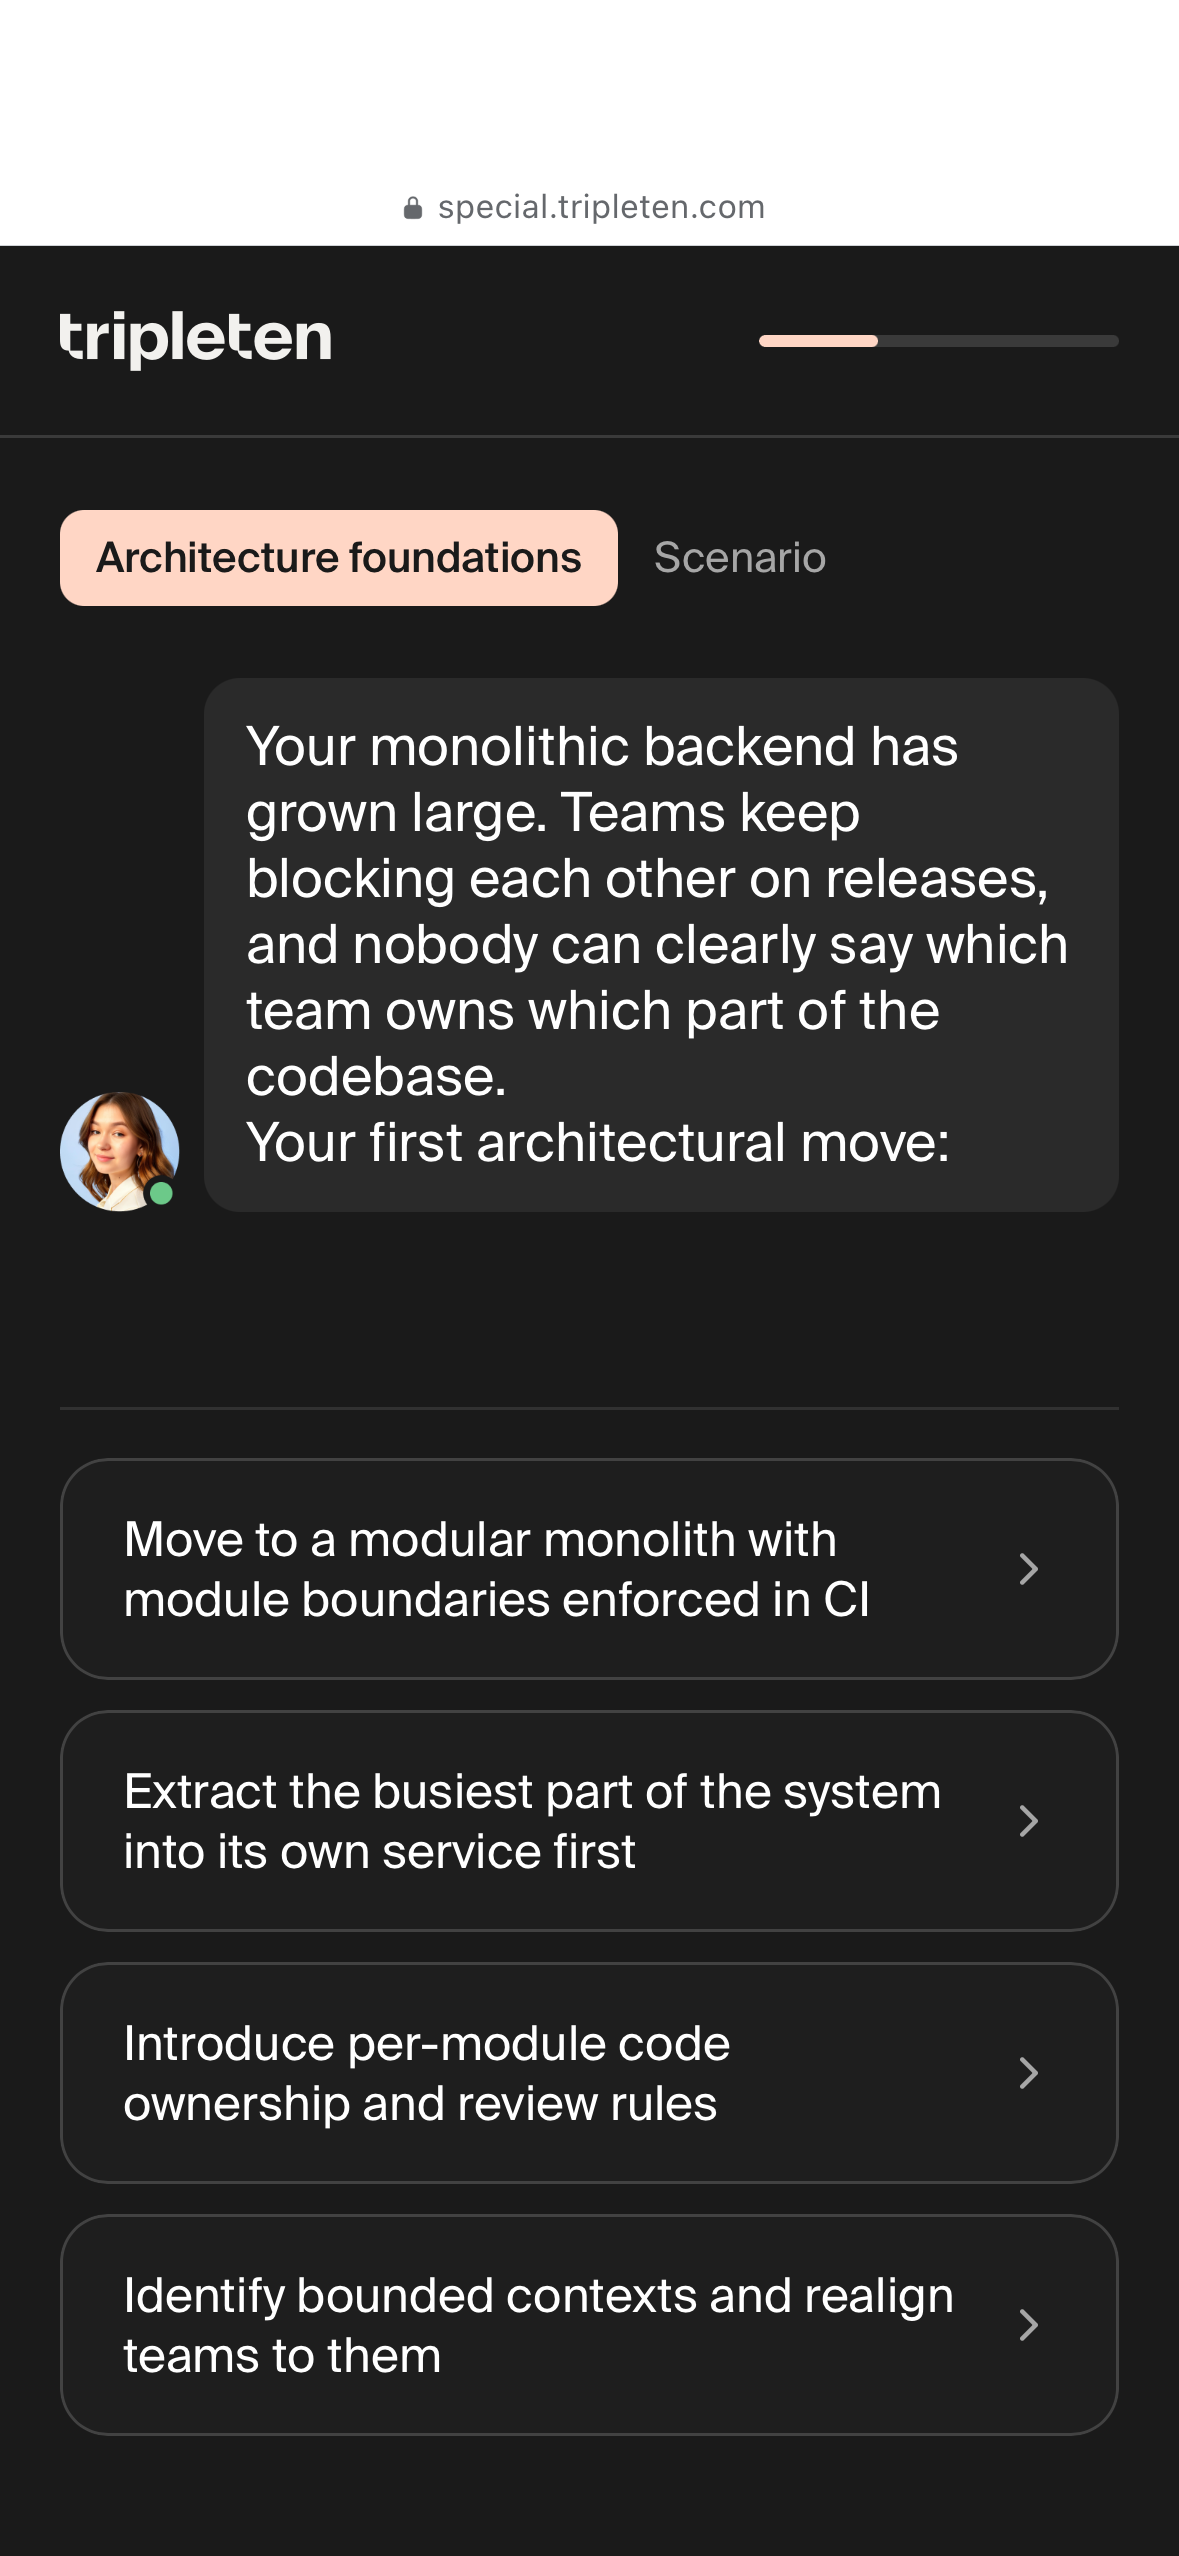 special.tripleten.com
tripleten
Architecture foundations
Scenario
Your monolithic backend has
grown large. Teams keep
blocking each other on releases,
and nobody can clearly say which
team owns which part of the
codebase.
Your first architectural move:
Move to a modular monolith with
module boundaries enforced in CI
Extract the busiest part of the system
into its own service first
Introduce per-module code
ownership and review rules
Identify bounded contexts and realign
teams to them